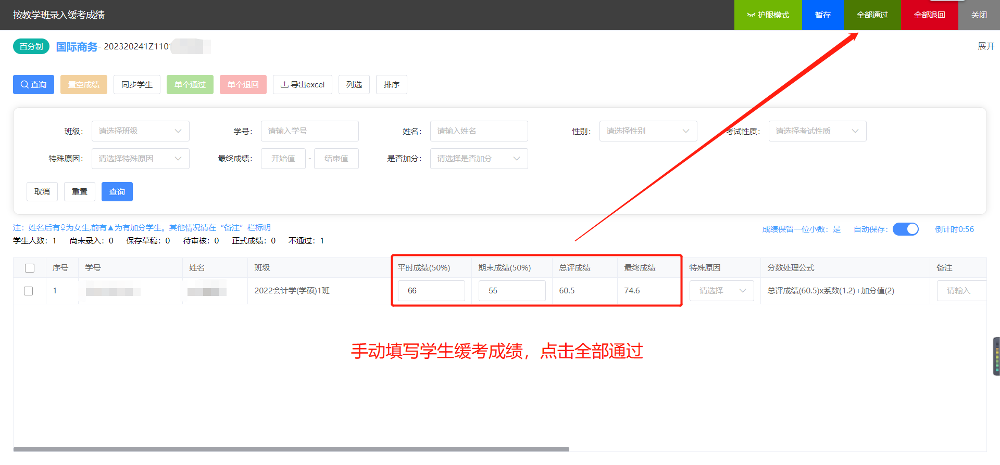 按教学班录入缓考成绩
护眼模式 暂存 全部通过 全部退回 关闭
百分制 国际商务- 202320241Z1101 展开
查询 置空成绩 同步学生 单个通过 单个退回 导出excel 列选 排序
班级： 请选择班级 学号： 请输入学号 姓名： 请输入姓名 性别： 请选择性别 考试性质： 请选择考试性质
特殊原因： 请选择特殊原因 最终成绩： 开始值 - 结束值 是否加分： 请选择是否加分
取消 重置 查询
注：姓名后有♀为女生,前有▲为有加分学生。其他情况请在“备注”栏标明
成绩保留一位小数：是 自动保存： 倒计时0:56
学生人数：1 尚未录入：0 保存草稿：0 待审核：0 正式成绩：0 不通过：1
序号 学号 姓名 班级 平时成绩(50%) 期末成绩(50%) 总评成绩 最终成绩 特殊原因 分数处理公式 备注
1 2022会计学(学硕)1班 66 55 60.5 74.6 请选择 总评成绩(60.5)x系数(1.2)+加分值(2) 请输入
手动填写学生缓考成绩，点击全部通过